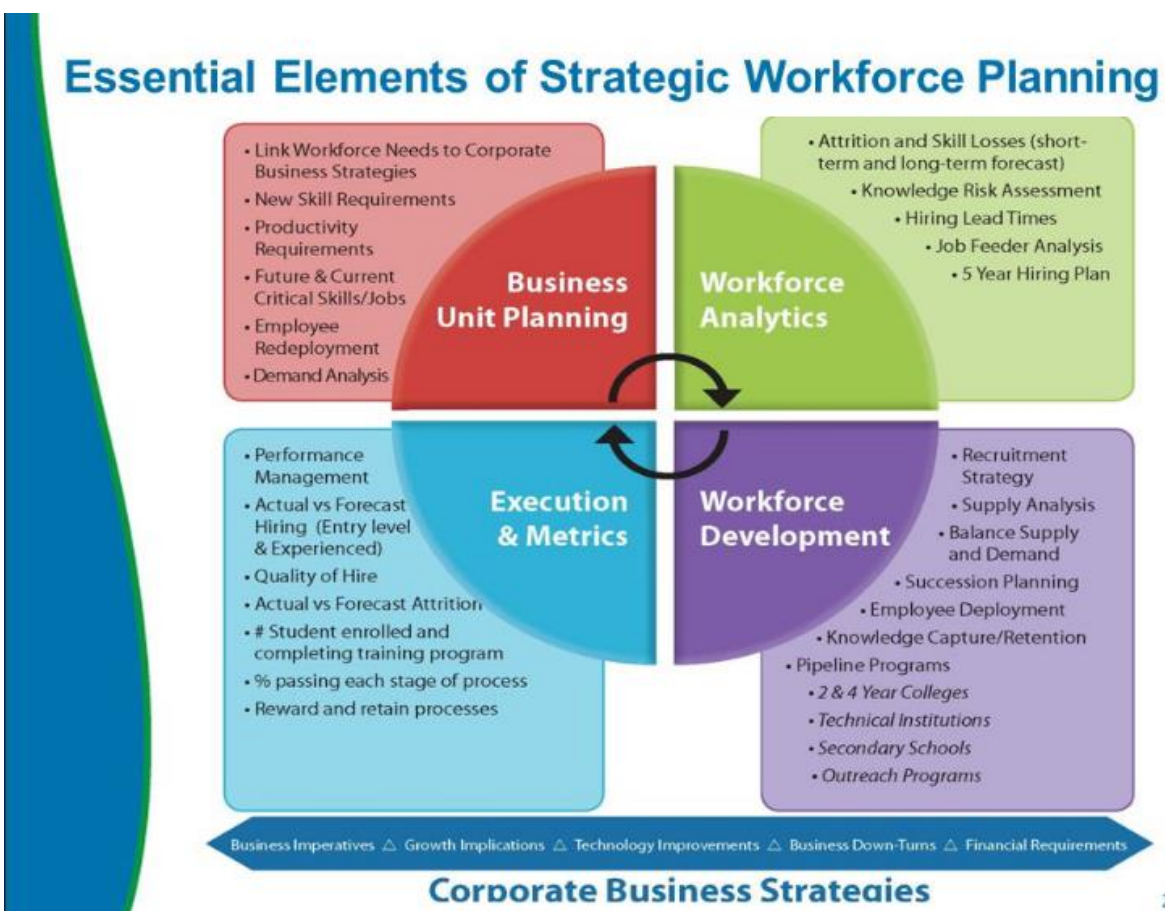 Essential Elements of Strategic Workforce Planning
• Link Workforce Needs to Corporate
Business Strategies
• New Skill Requirements
• Productivity
Requirements
• Future & Current
Critical Skills/Jobs
• Employee
Redeployment
• Demand Analysis
Business
Unit Planning
Workforce
Analytics
• Attrition and Skill Losses (short-
term and long-term forecast)
• Knowledge Risk Assessment
• Hiring Lead Times
• Job Feeder Analysis
• 5 Year Hiring Plan
• Performance
Management
• Actual vs Forecast
Hiring (Entry level
& Experienced)
• Quality of Hire
• Actual vs Forecast Attrition
• # Student enrolled and
completing training program
• % passing each stage of process
• Reward and retain processes
Execution
& Metrics
Workforce
Development
• Recruitment
Strategy
• Supply Analysis
• Balance Supply
and Demand
• Succession Planning
• Employee Deployment
• Knowledge Capture/Retention
• Pipeline Programs
• 2 & 4 Year Colleges
• Technical Institutions
• Secondary Schools
• Outreach Programs
Business Imperatives △ Growth Implications △ Technology Improvements △ Business Down-Turns △ Financial Requirements
Corporate Business Strategies